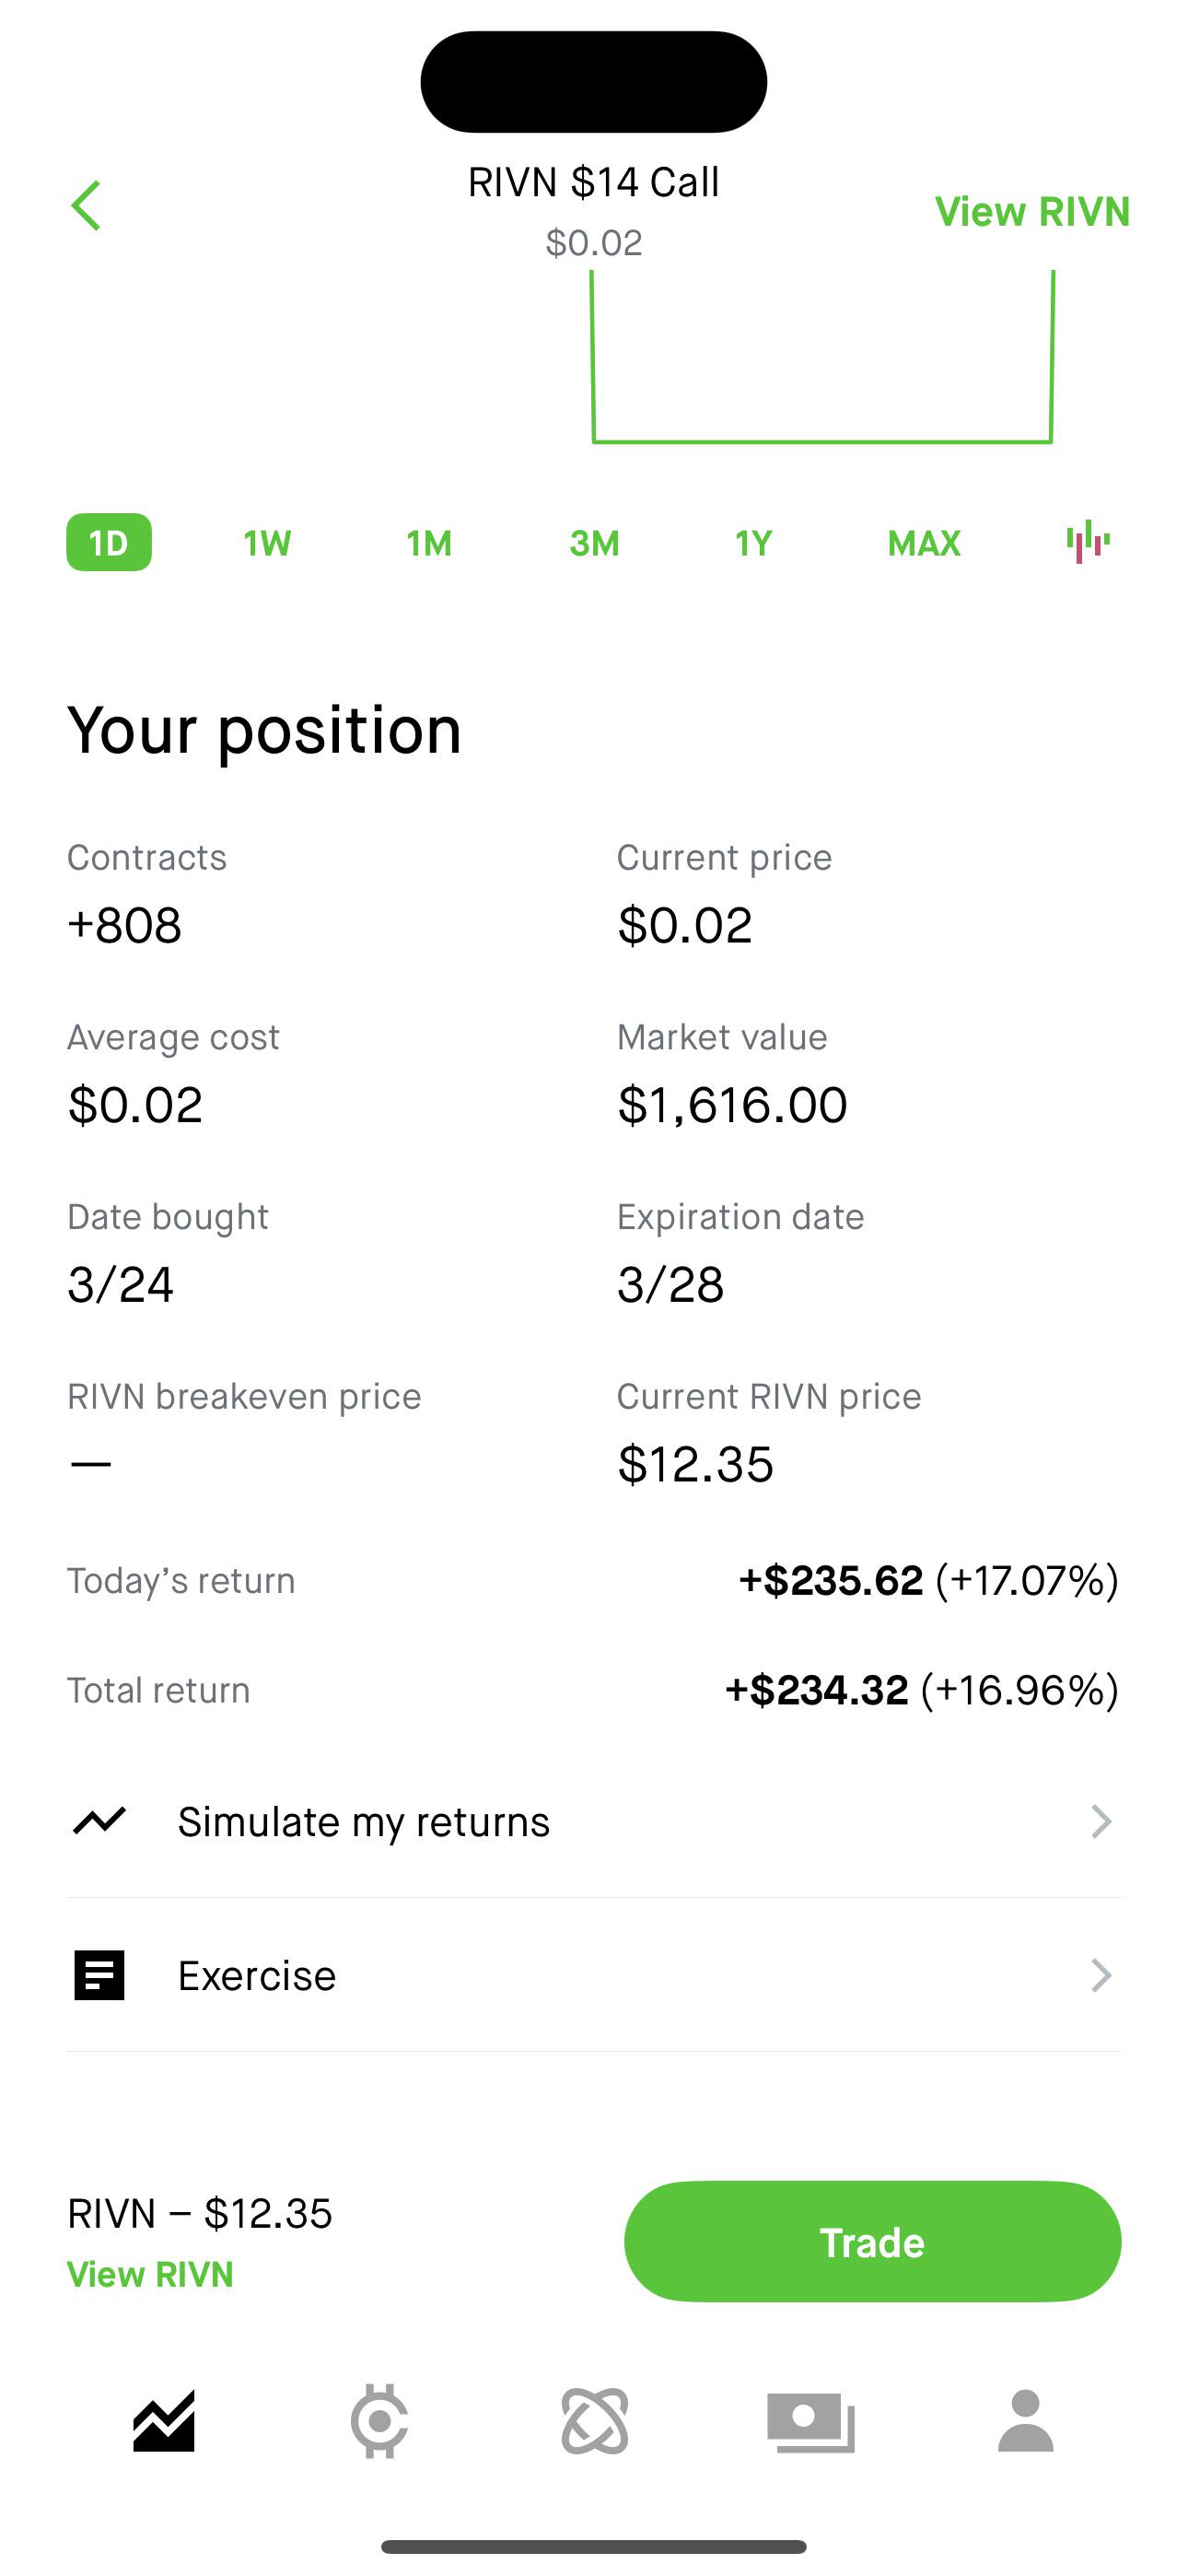 RIVN $14 Call
$0.02
View RIVN
1D 1W 1M 3M 1Y MAX
Your position
Contracts Current price
+808 $0.02
Average cost Market value
$0.02 $1,616.00
Date bought Expiration date
3/24 3/28
RIVN breakeven price Current RIVN price
— $12.35
Today’s return +$235.62 (+17.07%)
Total return +$234.32 (+16.96%)
Simulate my returns
Exercise
RIVN – $12.35
View RIVN
Trade